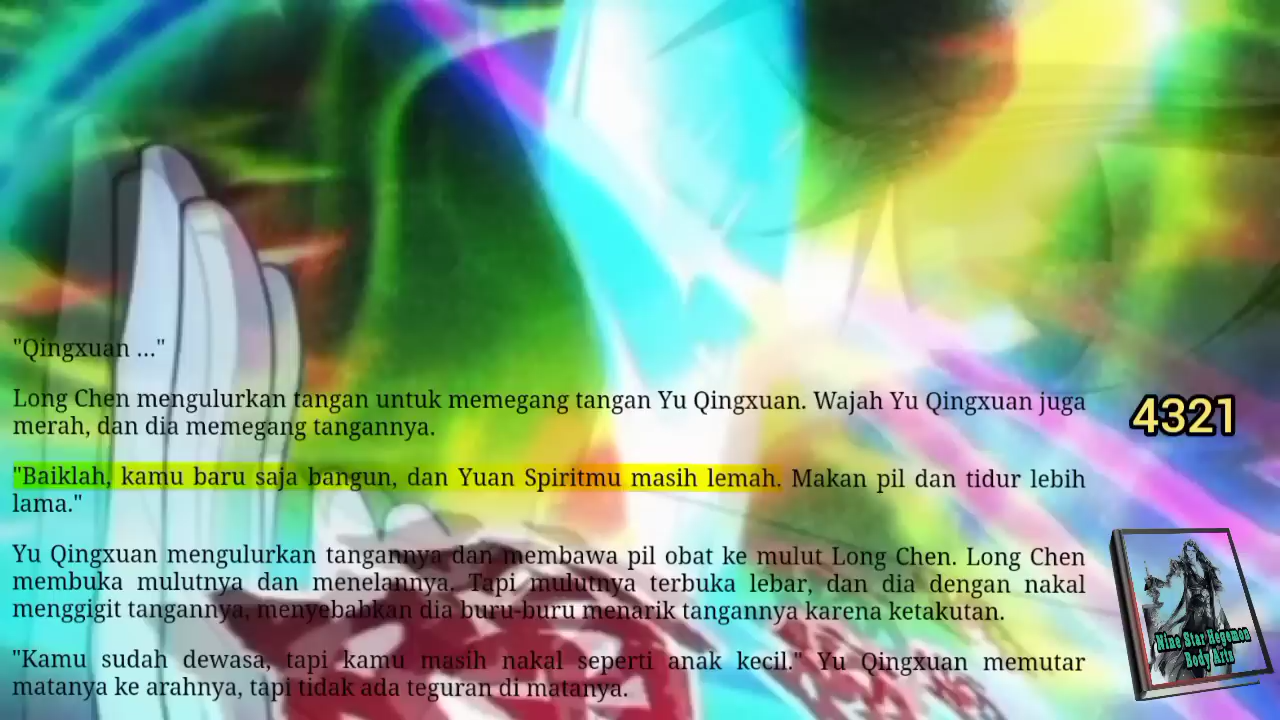 "Qingxuan ..."
Long Chen mengulurkan tangan untuk memegang tangan Yu Qingxuan. Wajah Yu Qingxuan juga
merah, dan dia memegang tangannya.
4321
"Baiklah, kamu baru saja bangun, dan Yuan Spiritmu masih lemah. Makan pil dan tidur lebih
lama."
Yu Qingxuan mengulurkan tangannya dan membawa pil obat ke mulut Long Chen. Long Chen
membuka mulutnya dan menelannya. Tapi mulutnya terbuka lebar, dan dia dengan nakal
menggigit tangannya, menyebabkan dia buru-buru menarik tangannya karena ketakutan.
"Kamu sudah dewasa, tapi kamu masih nakal seperti anak kecil." Yu Qingxuan memutar
matanya ke arahnya, tapi tidak ada teguran di matanya.
Nine Star Hegemon
Body Arts